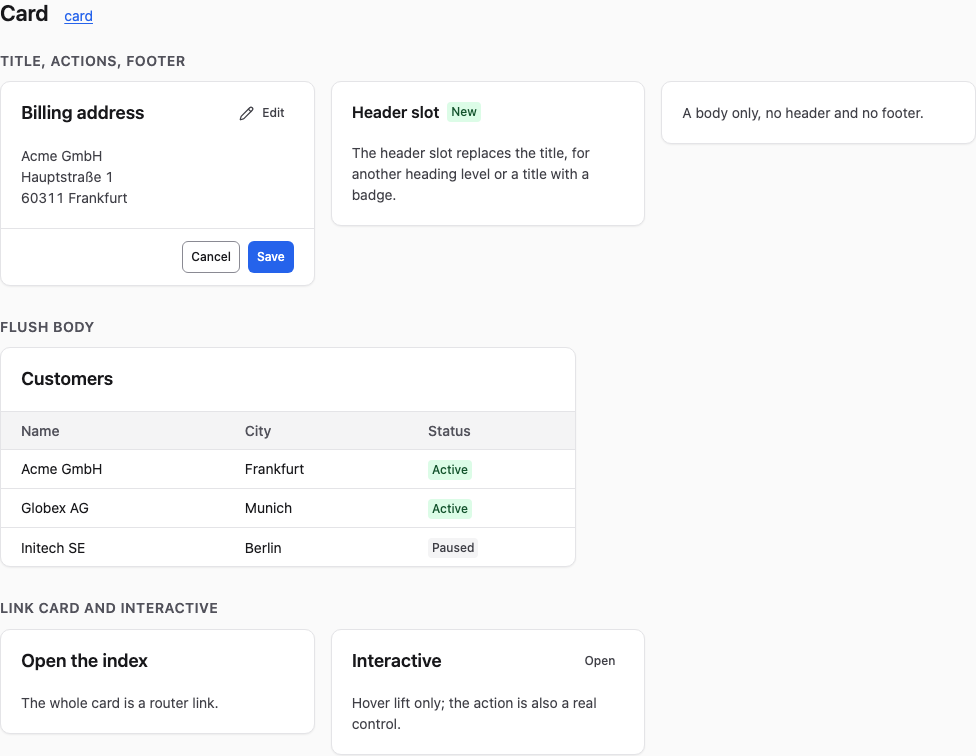 Card card
TITLE, ACTIONS, FOOTER
Billing address Edit
Acme GmbH
Hauptstraße 1
60311 Frankfurt
Cancel Save
Header slot New
The header slot replaces the title, for
another heading level or a title with a
badge.
A body only, no header and no footer.
FLUSH BODY
Customers
Name City Status
Acme GmbH Frankfurt Active
Globex AG Munich Active
Initech SE Berlin Paused
LINK CARD AND INTERACTIVE
Open the index
The whole card is a router link.
Interactive Open
Hover lift only; the action is also a real
control.